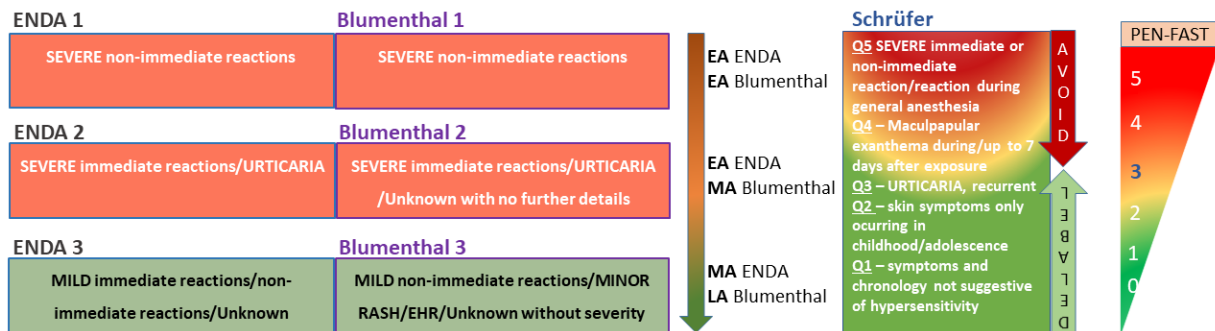 ENDA 1
SEVERE non-immediate reactions
Blumenthal 1
SEVERE non-immediate reactions
ENDA 2
SEVERE immediate reactions/URTICARIA
Blumenthal 2
SEVERE immediate reactions/URTICARIA
/Unknown with no further details
ENDA 3
MILD immediate reactions/non-
immediate reactions/Unknown
Blumenthal 3
MILD non-immediate reactions/MINOR
RASH/EHR/Unknown without severity
EA ENDA
EA Blumenthal
EA ENDA
MA Blumenthal
MA ENDA
LA Blumenthal
Schrüfer
Q5 SEVERE immediate or
non-immediate
reaction/reaction during
general anesthesia
Q4 – Maculpapular
exanthema during/up to 7
days after exposure
Q3 – URTICARIA, recurrent
Q2 – skin symptoms only
ocurring in
childhood/adolescence
Q1 – symptoms and
chronology not suggestive
of hypersensitivity
AVOID
DELABEL
PEN-FAST
5
4
3
2
1
0